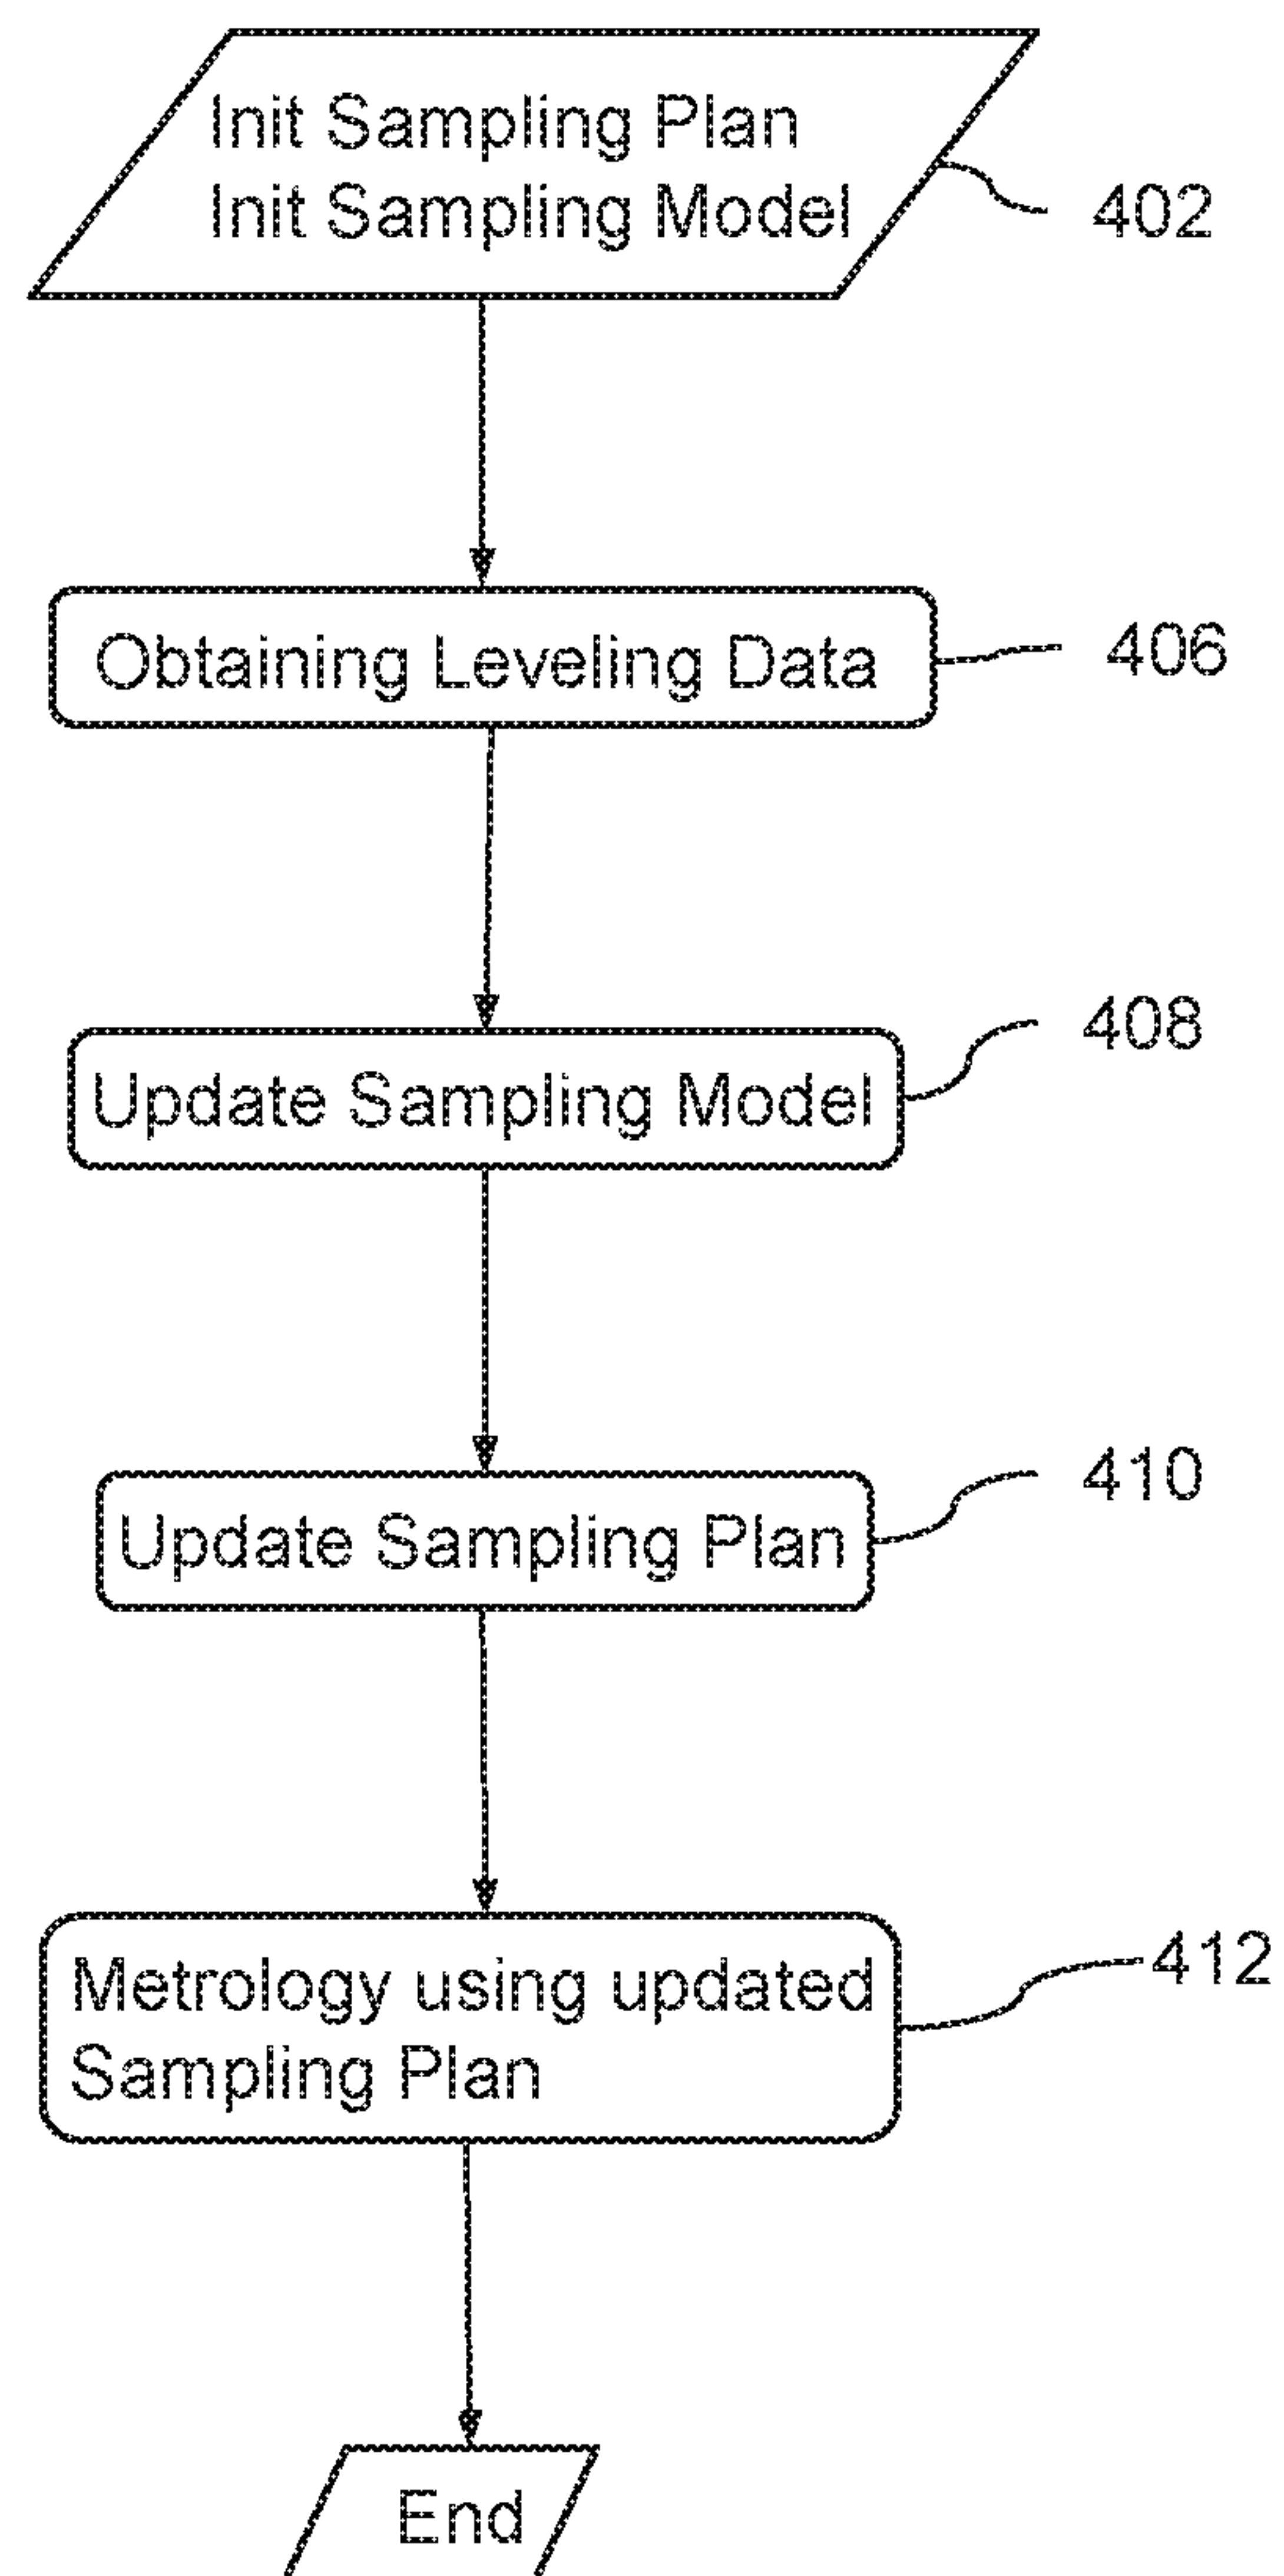 Init Sampling Plan
Init Sampling Model
402
Obtaining Leveling Data
406
408
Update Sampling Model
410
Update Sampling Plan
412
Metrology using updated
Sampling Plan
End